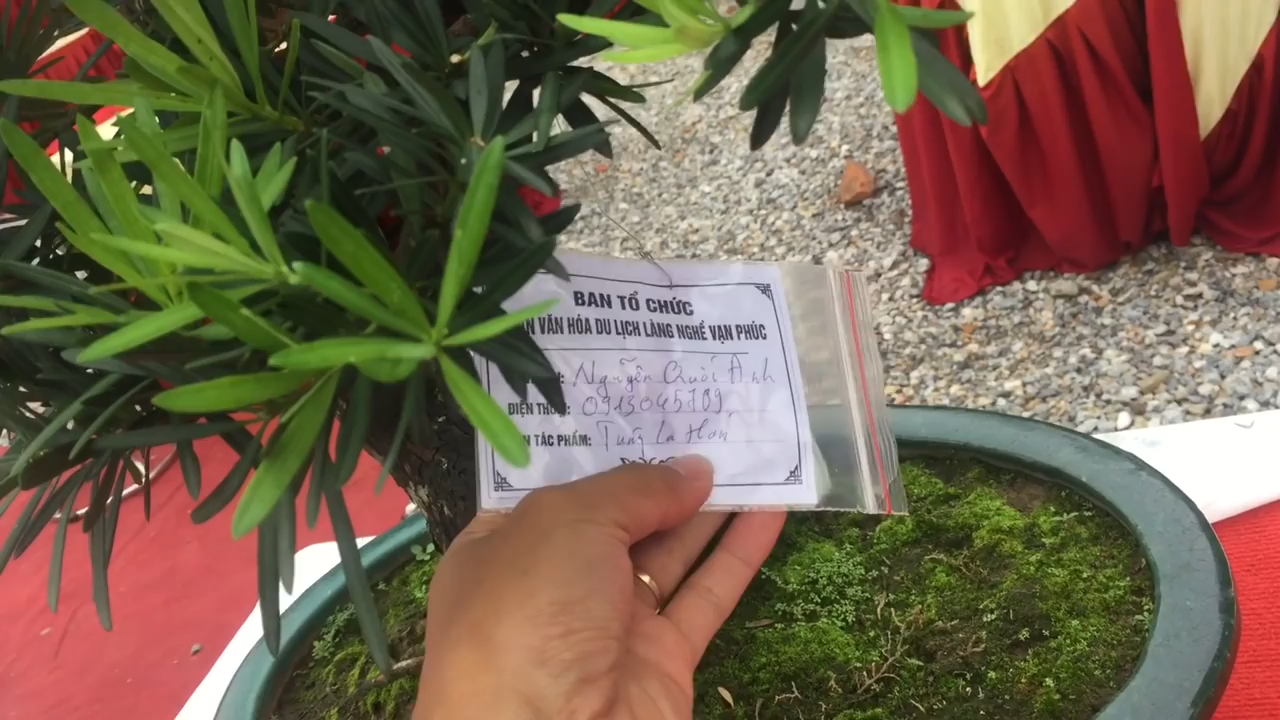 BAN TỔ CHỨC
VĂN HÓA DU LỊCH LÀNG NGHỀ VẠN PHÚC
Nguyễn Quới Anh
ĐIỆN THOẠI: 0913045709
TÁC PHẨM: Tùng La Hán